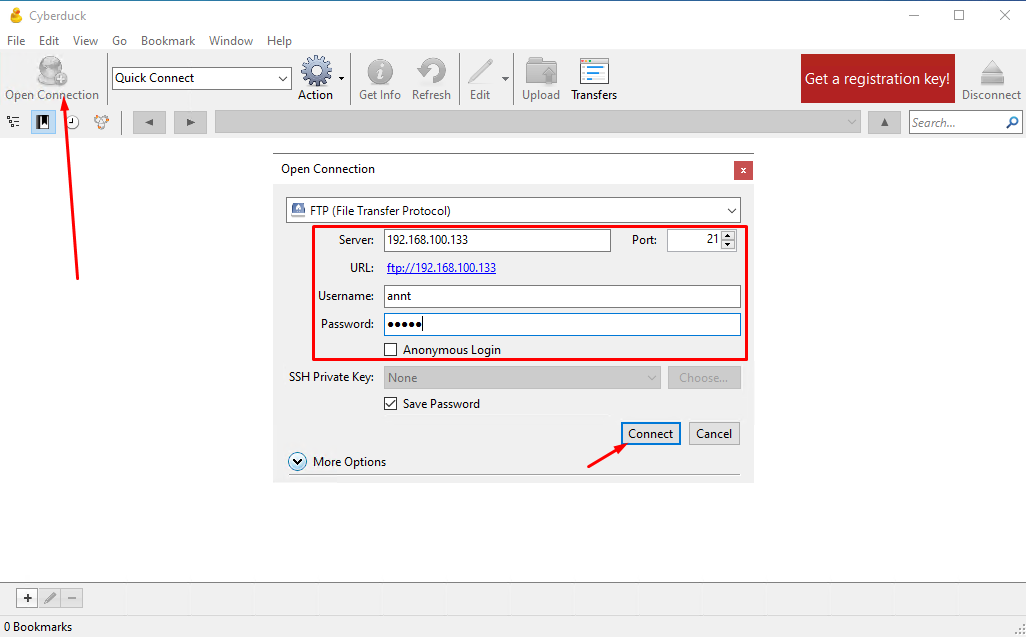 Cyberduck
File Edit View Go Bookmark Window Help
Open Connection
Quick Connect
Action
Get Info
Refresh
Edit
Upload
Transfers
Get a registration key!
Disconnect
Search...
Open Connection
x
FTP (File Transfer Protocol)
Server: 192.168.100.133 Port: 21
URL: ftp://192.168.100.133
Username: annt
Password: ●●●●●
Anonymous Login
SSH Private Key: None Choose...
Save Password
Connect Cancel
More Options
0 Bookmarks